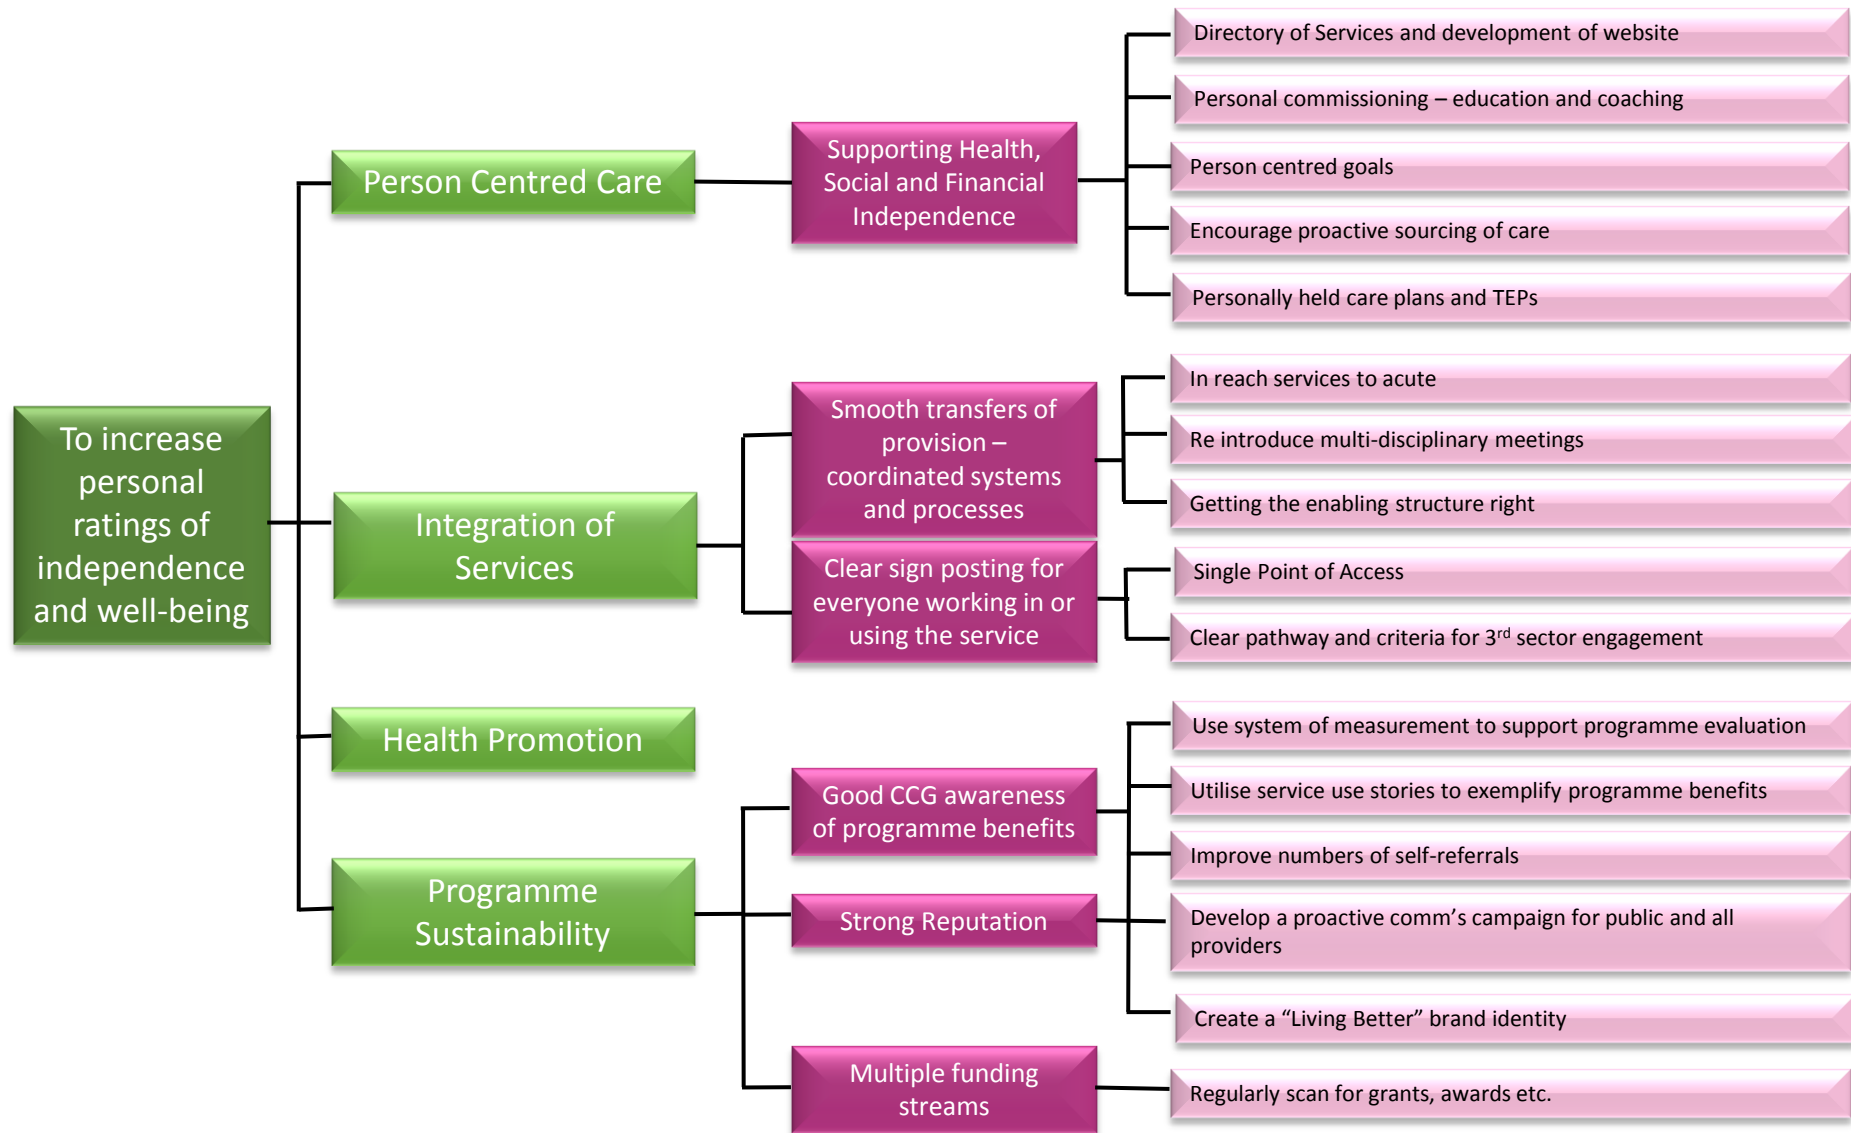 To increase
personal
ratings of
independence
and well-being
Person Centred Care
Supporting Health,
Social and Financial
Independence
Directory of Services and development of website
Personal commissioning – education and coaching
Person centred goals
Encourage proactive sourcing of care
Personally held care plans and TEPs
Integration of
Services
Smooth transfers of
provision –
coordinated systems
and processes
In reach services to acute
Re introduce multi-disciplinary meetings
Getting the enabling structure right
Clear sign posting for
everyone working in or
using the service
Single Point of Access
Clear pathway and criteria for 3rd sector engagement
Health Promotion
Programme
Sustainability
Good CCG awareness
of programme benefits
Strong Reputation
Use system of measurement to support programme evaluation
Utilise service use stories to exemplify programme benefits
Improve numbers of self-referrals
Develop a proactive comm’s campaign for public and all
providers
Create a “Living Better” brand identity
Multiple funding
streams
Regularly scan for grants, awards etc.